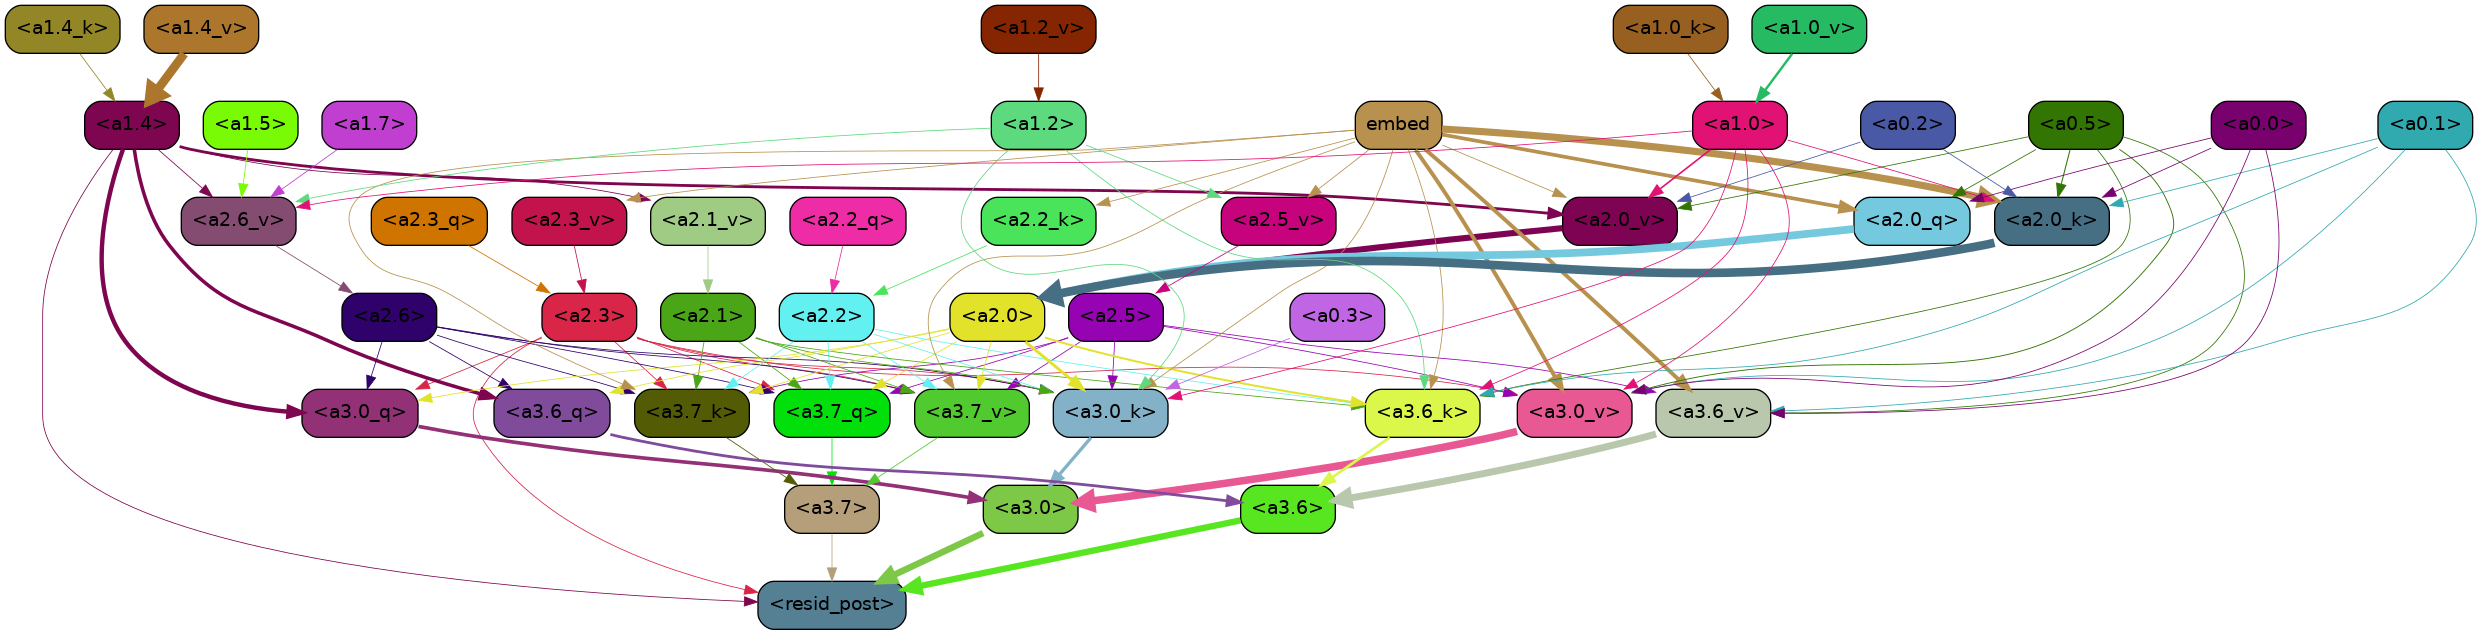 <a1.4_k>
<a1.4_v>
<a1.2_v>
<a1.0_k>
<a1.0_v>
<a1.4>
<a1.5>
<a1.7>
<a1.2>
embed
<a1.0>
<a0.2>
<a0.5>
<a0.0>
<a0.1>
<a2.6_v>
<a2.3_q>
<a2.3_v>
<a2.1_v>
<a2.2_q>
<a2.2_k>
<a2.5_v>
<a2.0_v>
<a2.0_q>
<a2.0_k>
<a2.6>
<a2.3>
<a2.1>
<a2.2>
<a2.0>
<a2.5>
<a0.3>
<a3.0_q>
<a3.6_q>
<a3.7_k>
<a3.7_q>
<a3.7_v>
<a3.0_k>
<a3.6_k>
<a3.0_v>
<a3.6_v>
<a3.7>
<a3.0>
<a3.6>
<resid_post>